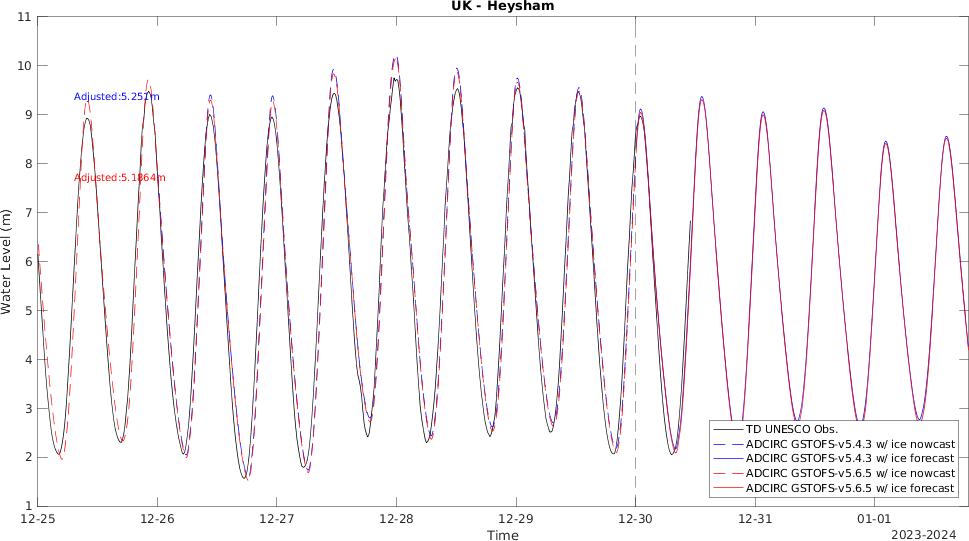 UK - Heysham
11
10
9
8
7
6
5
4
3
2
1
Water Level (m)
Adjusted:5.251m
Adjusted:5.1864m
TD UNESCO Obs.
ADCIRC GSTOFS-v5.4.3 w/ ice nowcast
ADCIRC GSTOFS-v5.4.3 w/ ice forecast
ADCIRC GSTOFS-v5.6.5 w/ ice nowcast
ADCIRC GSTOFS-v5.6.5 w/ ice forecast
12-25 12-26 12-27 12-28 12-29 12-30 12-31 01-01
Time
2023-2024